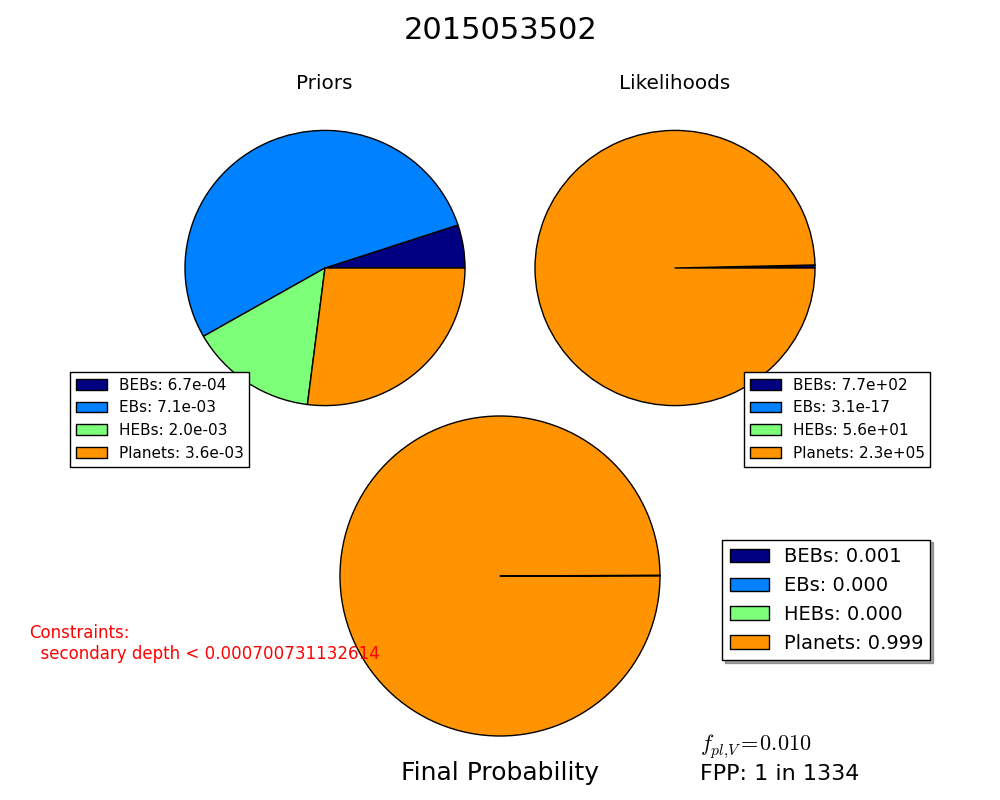 2015053502
Priors
Likelihoods
BEBs: 6.7e-04
EBs: 7.1e-03
HEBs: 2.0e-03
Planets: 3.6e-03
BEBs: 7.7e+02
EBs: 3.1e-17
HEBs: 5.6e+01
Planets: 2.3e+05
BEBs: 0.001
EBs: 0.000
HEBs: 0.000
Planets: 0.999
Constraints:
secondary depth < 0.000700731132614
f_{pl,V}=0.010
Final Probability
FPP: 1 in 1334